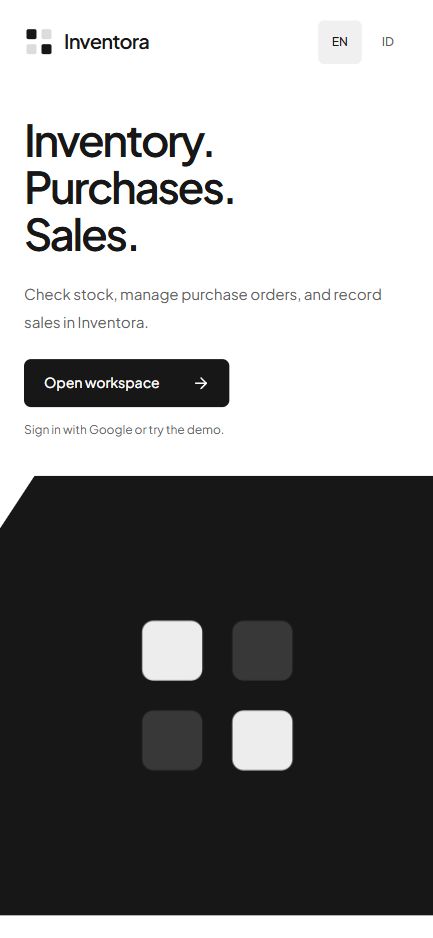 Inventora
EN
ID
Inventory.
Purchases.
Sales.
Check stock, manage purchase orders, and record
sales in Inventora.
Open workspace
Sign in with Google or try the demo.